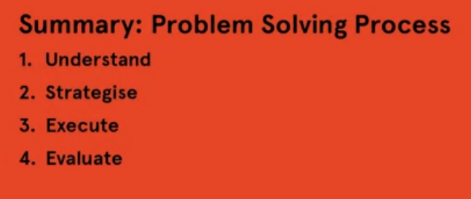 Summary: Problem Solving Process
1. Understand
2. Strategise
3. Execute
4. Evaluate